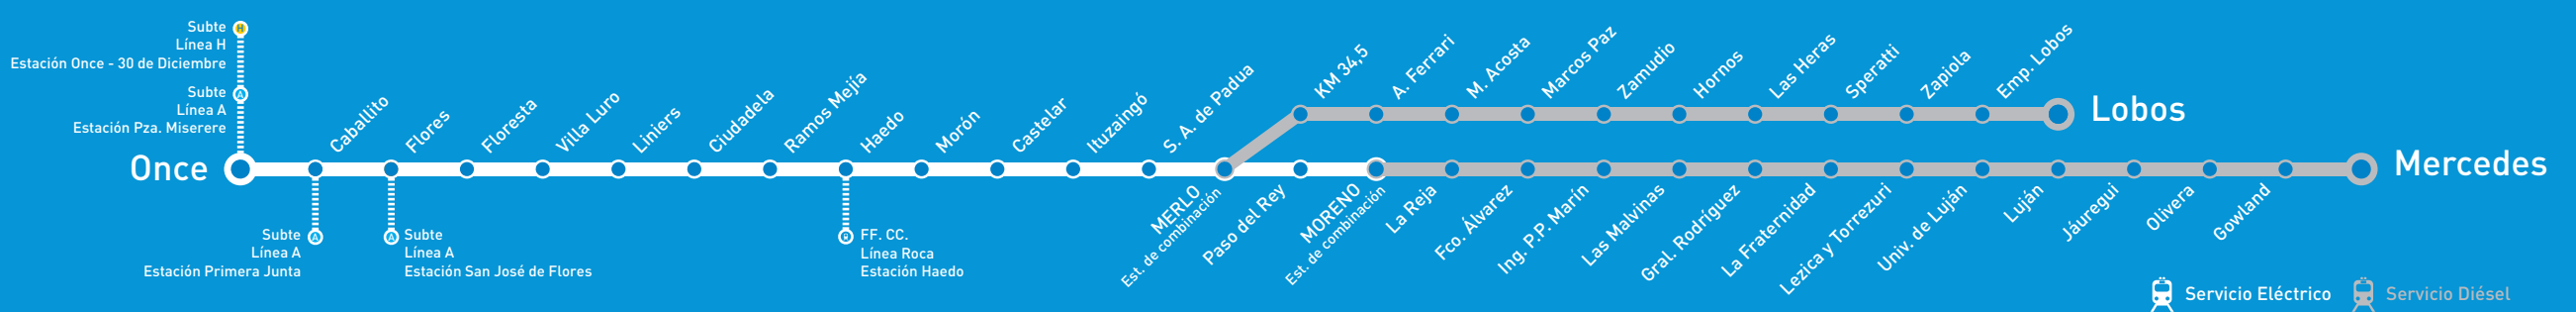 Subte
Línea H
Estación Once - 30 de Diciembre
H
Subte
Línea A
Estación Pza. Miserere
A
Once
Caballito
Flores
Floresta
Villa Luro
Liniers
Ciudadela
Ramos Mejía
Haedo
Morón
Castelar
Ituzaingó
S. A. de Padua
KM 34,5
A. Ferrari
M. Acosta
Marcos Paz
Zamudio
Hornos
Las Heras
Speratti
Zapiola
Emp. Lobos
Lobos
MERLO
Est. de combinación
Paso del Rey
MORENO
Est. de combinación
La Reja
Fco. Álvarez
Ing. P.P. Marín
Las Malvinas
Gral. Rodríguez
La Fraternidad
Lezica y Torrezuri
Univ. de Luján
Luján
Jáuregui
Olivera
Gowland
Mercedes
Subte
Línea A
Estación Primera Junta
A
A
Subte
Línea A
Estación San José de Flores
R
FF. CC.
Línea Roca
Estación Haedo
Servicio Eléctrico
Servicio Diésel